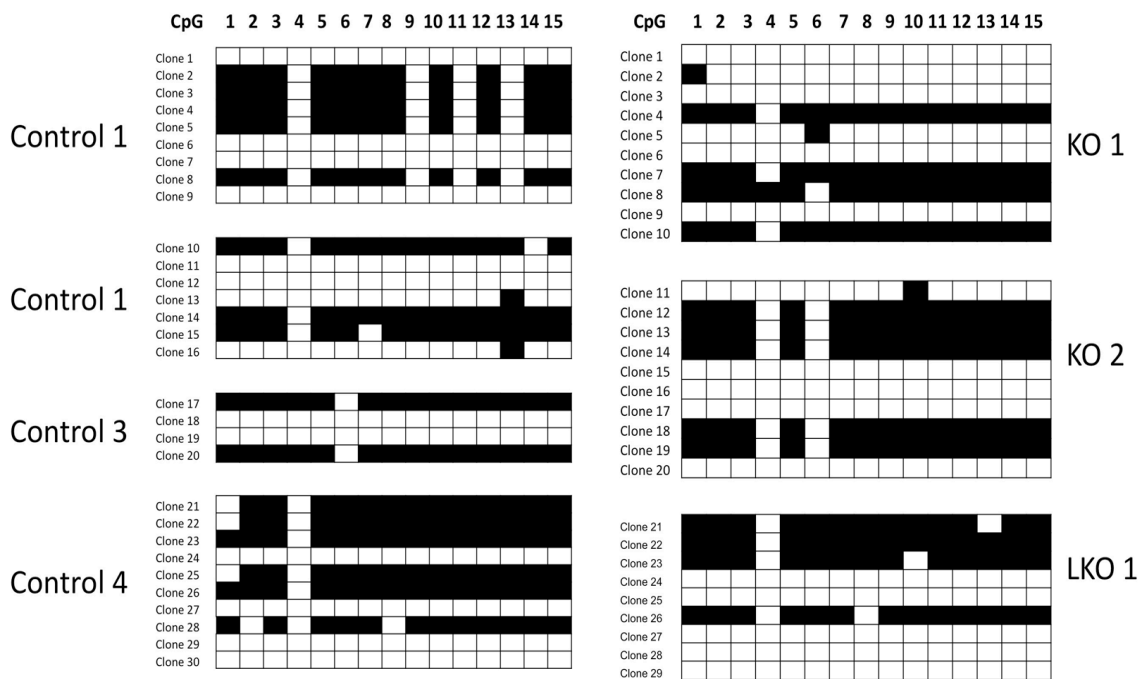 CpG 1 2 3 4 5 6 7 8 9 10 11 12 13 14 15
Control 1
Clone 1
Clone 2
Clone 3
Clone 4
Clone 5
Clone 6
Clone 7
Clone 8
Clone 9
Control 1
Clone 10
Clone 11
Clone 12
Clone 13
Clone 14
Clone 15
Clone 16
Control 3
Clone 17
Clone 18
Clone 19
Clone 20
Control 4
Clone 21
Clone 22
Clone 23
Clone 24
Clone 25
Clone 26
Clone 27
Clone 28
Clone 29
Clone 30
CpG 1 2 3 4 5 6 7 8 9 10 11 12 13 14 15
Clone 1
Clone 2
Clone 3
Clone 4
Clone 5
Clone 6
Clone 7
Clone 8
Clone 9
Clone 10
KO 1
Clone 11
Clone 12
Clone 13
Clone 14
Clone 15
Clone 16
Clone 17
Clone 18
Clone 19
Clone 20
KO 2
Clone 21
Clone 22
Clone 23
Clone 24
Clone 25
Clone 26
Clone 27
Clone 28
Clone 29
LKO 1